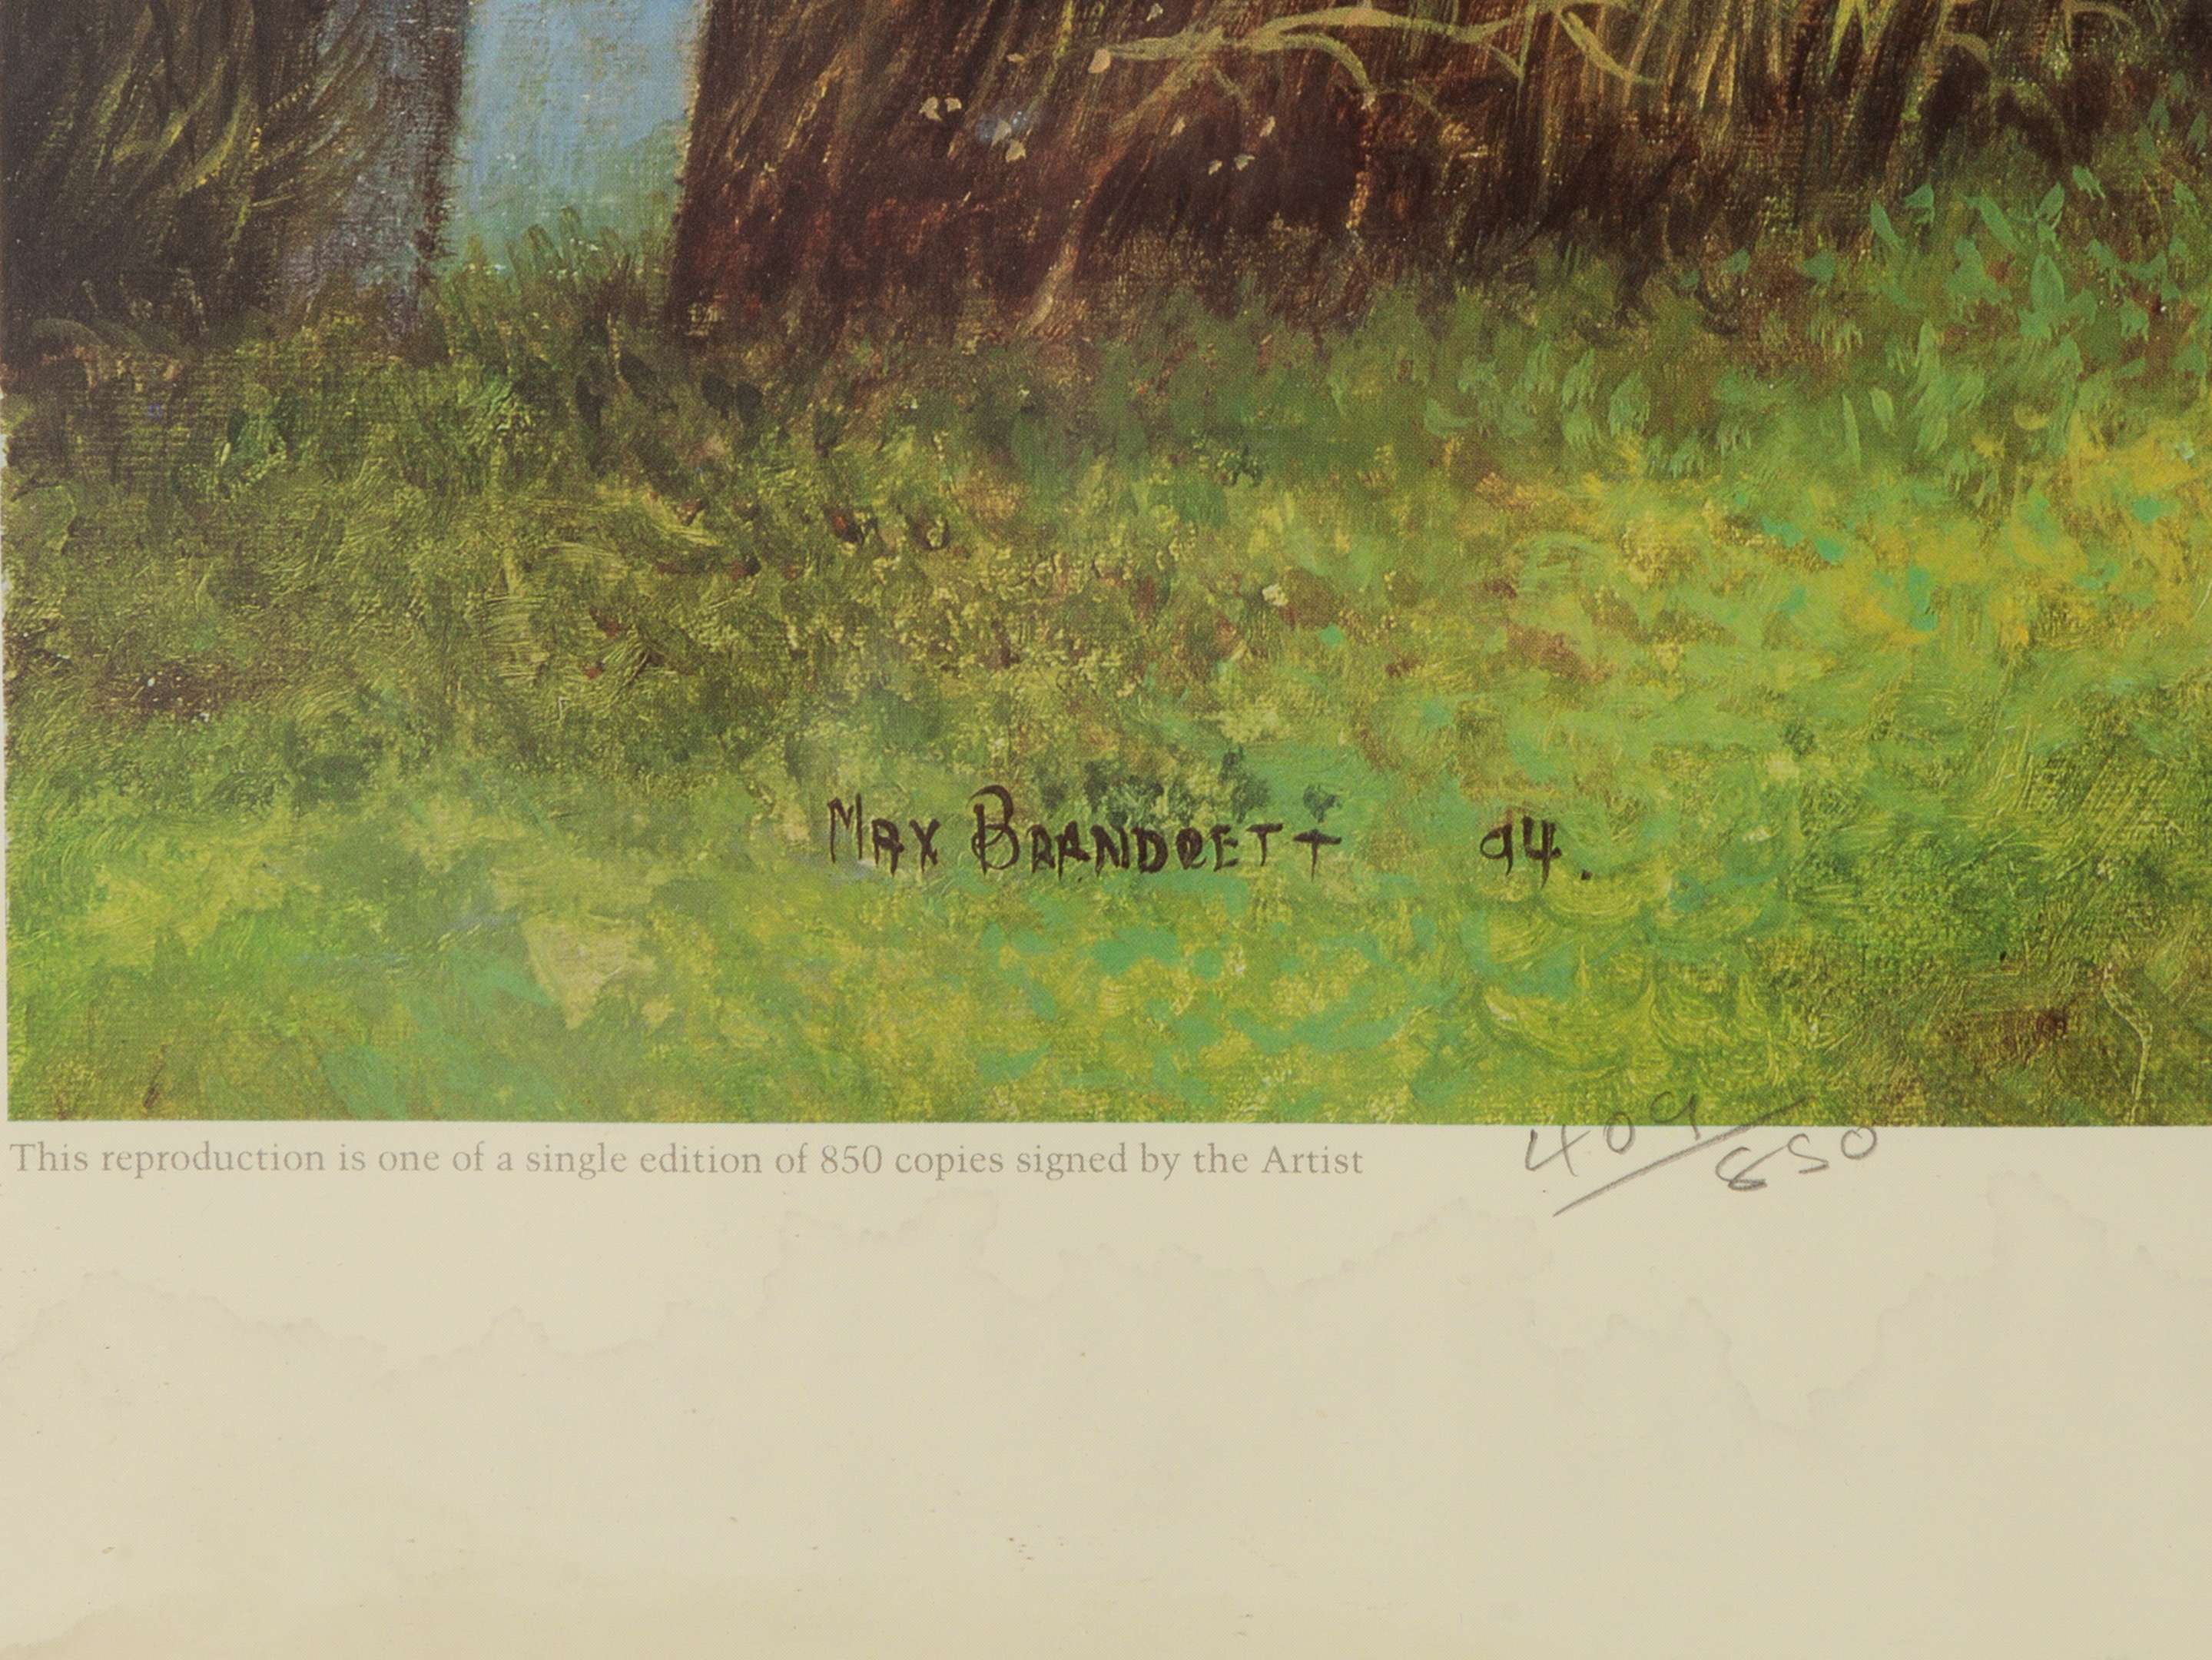 MAX BRANDRETT 94.
This reproduction is one of a single edition of 850 copies signed by the Artist 409/850